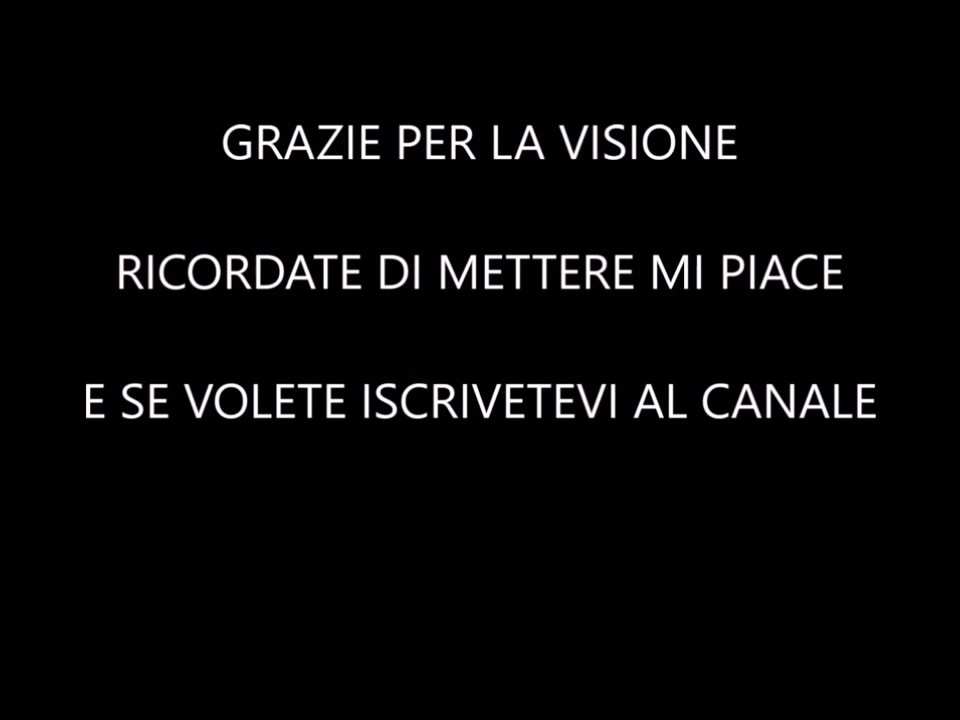 GRAZIE PER LA VISIONE
RICORDATE DI METTERE MI PIACE
E SE VOLETE ISCRIVETEVI AL CANALE